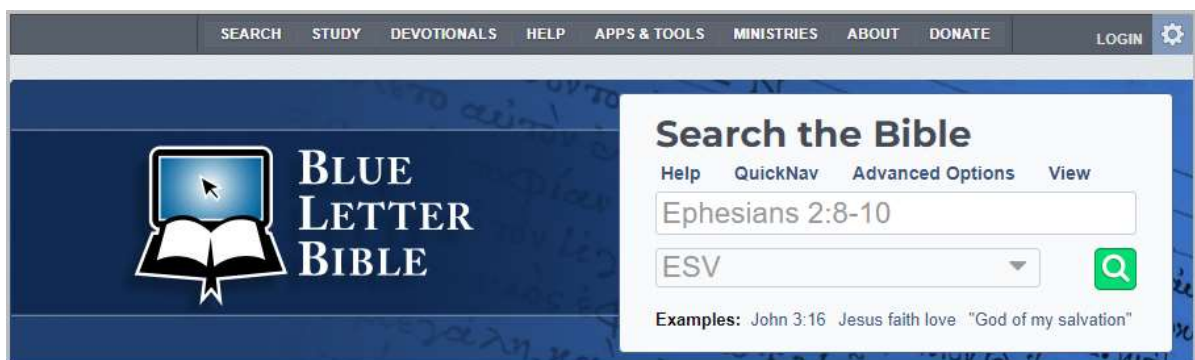 SEARCH STUDY DEVOTIONALS HELP APPS & TOOLS MINISTRIES ABOUT DONATE LOGIN
BLUE
LETTER
BIBLE
Search the Bible
Help QuickNav Advanced Options View
Ephesians 2:8-10
ESV
Examples: John 3:16 Jesus faith love "God of my salvation"